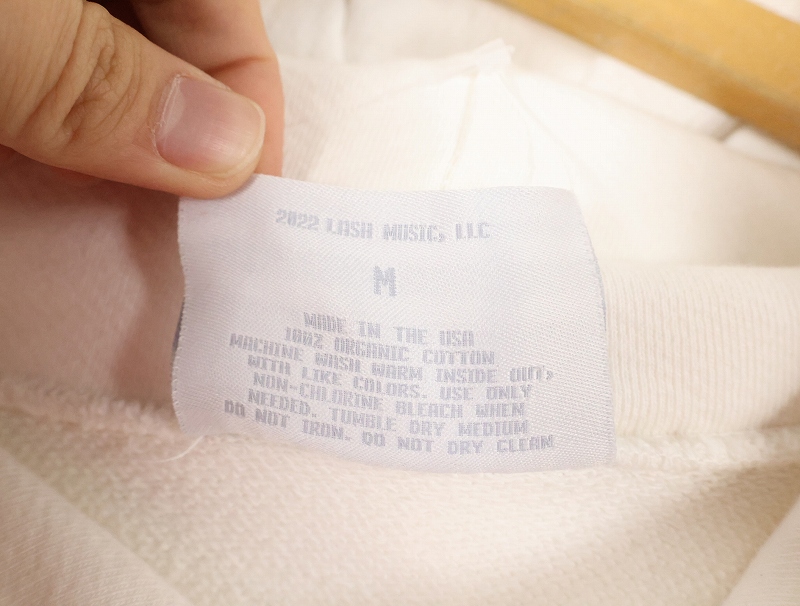 2022 LASH MUSIC, LLC
M
MADE IN THE USA
100% ORGANIC COTTON
MACHINE WASH WARM INSIDE OUT,
WITH LIKE COLORS. USE ONLY
NON-CHLORINE BLEACH WHEN
NEEDED. TUMBLE DRY MEDIUM
DO NOT IRON. DO NOT DRY CLEAN